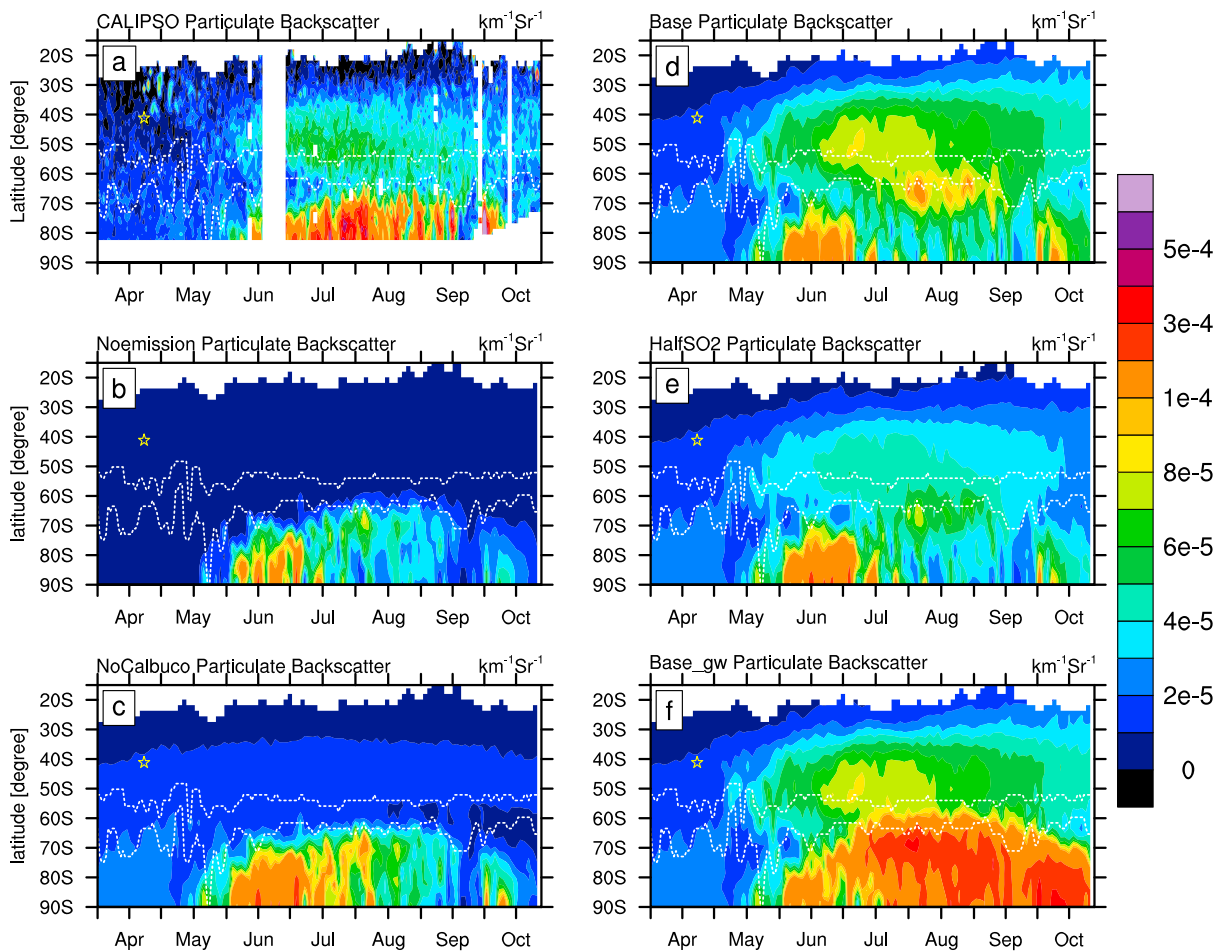 CALIPSO Particulate Backscatter km⁻¹Sr⁻¹
a
20S
30S
40S
50S
60S
70S
80S
90S
Latitude [degree]
Apr May Jun Jul Aug Sep Oct
Base Particulate Backscatter km⁻¹Sr⁻¹
d
20S
30S
40S
50S
60S
70S
80S
90S
Apr May Jun Jul Aug Sep Oct
Noemission Particulate Backscatter km⁻¹Sr⁻¹
b
20S
30S
40S
50S
60S
70S
80S
90S
latitude [degree]
Apr May Jun Jul Aug Sep Oct
HalfSO2 Particulate Backscatter km⁻¹Sr⁻¹
e
20S
30S
40S
50S
60S
70S
80S
90S
Apr May Jun Jul Aug Sep Oct
NoCalbuco Particulate Backscatter km⁻¹Sr⁻¹
c
20S
30S
40S
50S
60S
70S
80S
90S
latitude [degree]
Apr May Jun Jul Aug Sep Oct
Base_gw Particulate Backscatter km⁻¹Sr⁻¹
f
20S
30S
40S
50S
60S
70S
80S
90S
Apr May Jun Jul Aug Sep Oct
5e-4
3e-4
1e-4
8e-5
6e-5
4e-5
2e-5
0